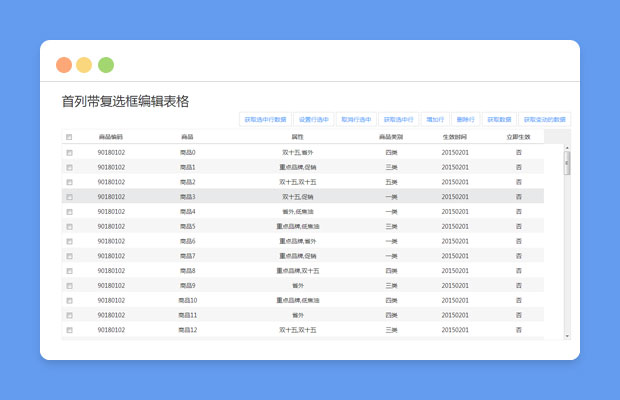 首列带复选框编辑表格
获取选中行数据 设置行选中 取消行选中 获取选中行 增加行 删除行 获取数据 获取变动的数据
商品编码 商品 属性 商品类别 生效时间 立即生效
90180102 商品0 双十五,省外 四类 20150201 否
90180102 商品1 重点品牌,促销 三类 20150201 否
90180102 商品2 双十五,双十五 五类 20150201 否
90180102 商品3 双十五,促销 一类 20150201 否
90180102 商品4 省外,低焦油 一类 20150201 否
90180102 商品5 重点品牌,低焦油 三类 20150201 否
90180102 商品6 重点品牌,省外 一类 20150201 否
90180102 商品7 重点品牌,促销 一类 20150201 否
90180102 商品8 重点品牌,双十五 四类 20150201 否
90180102 商品9 省外 三类 20150201 否
90180102 商品10 重点品牌,低焦油 四类 20150201 否
90180102 商品11 省外 四类 20150201 否
90180102 商品12 双十五,双十五 三类 20150201 否